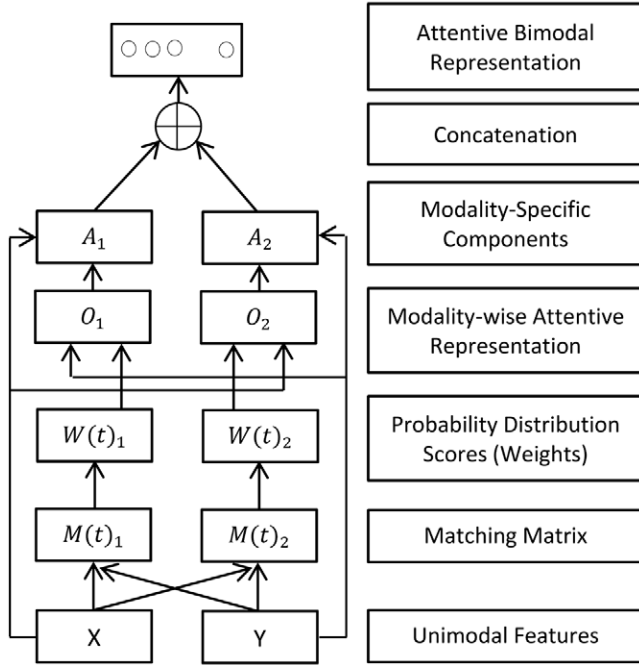 Attentive Bimodal
Representation
Concatenation
A₁
A₂
Modality-Specific
Components
O₁
O₂
Modality-wise Attentive
Representation
W(t)₁
W(t)₂
Probability Distribution
Scores (Weights)
M(t)₁
M(t)₂
Matching Matrix
X
Y
Unimodal Features